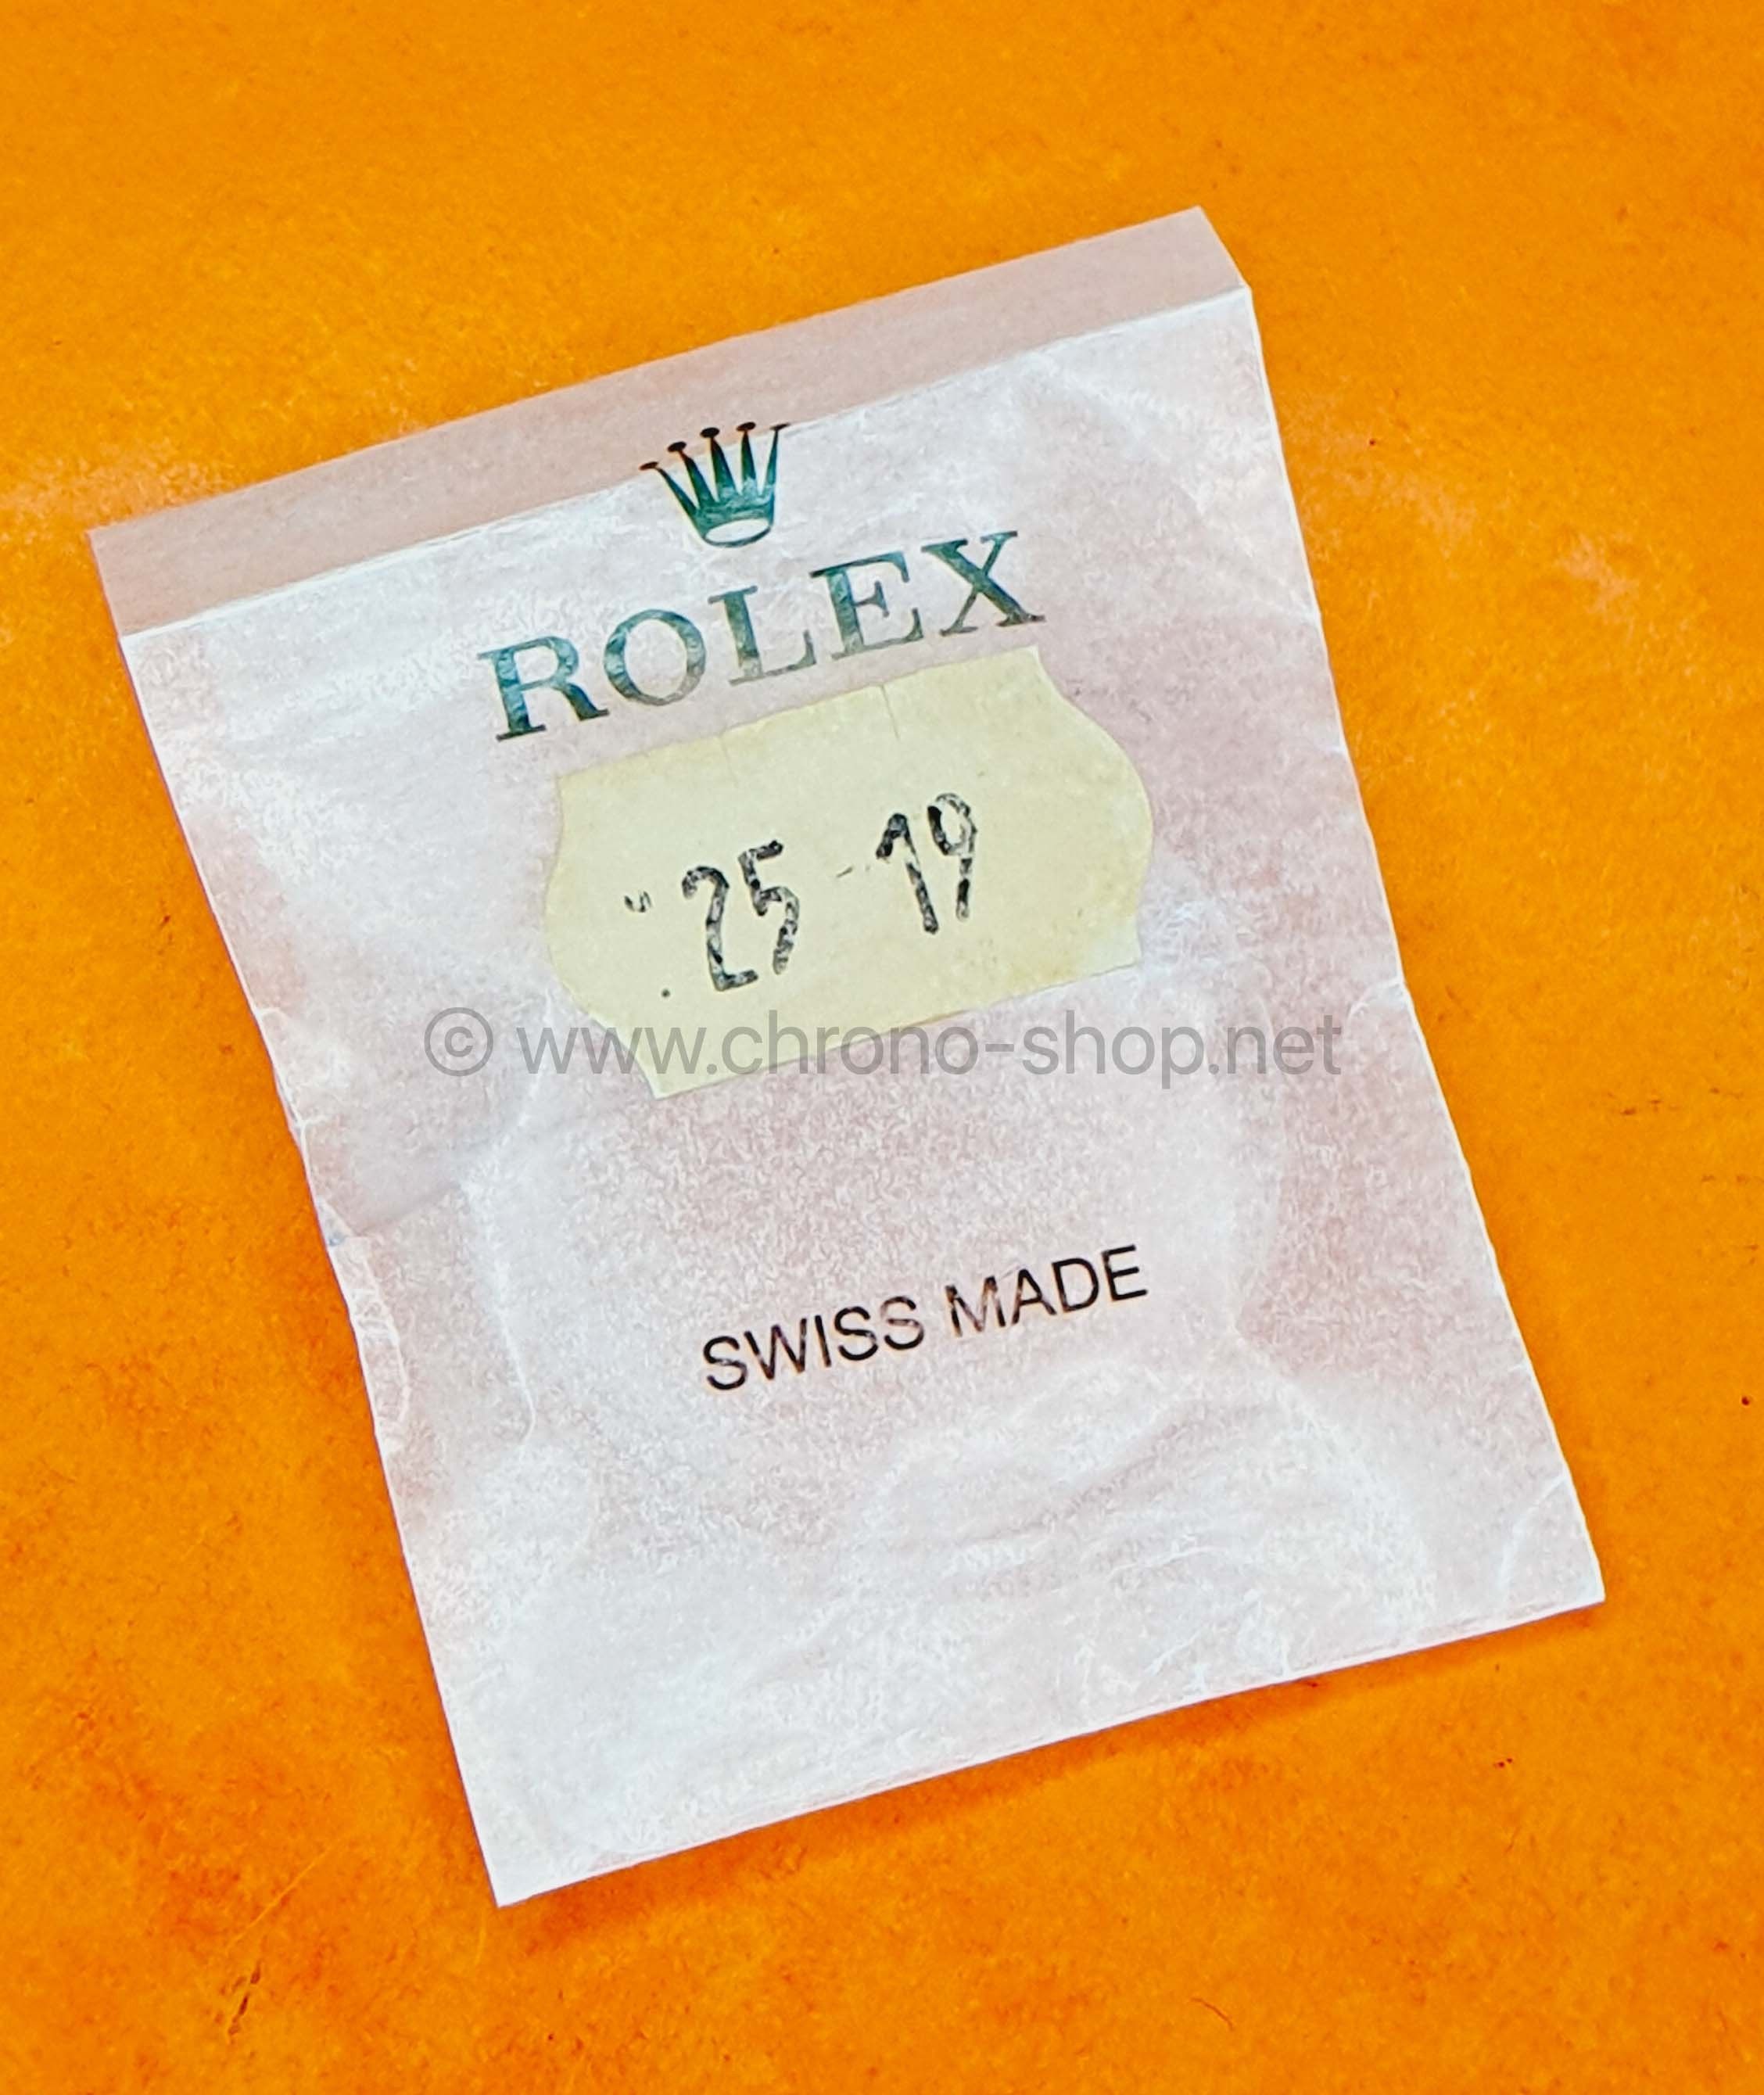 ROLEX
25 - 19
© www.chrono-shop.net
SWISS MADE